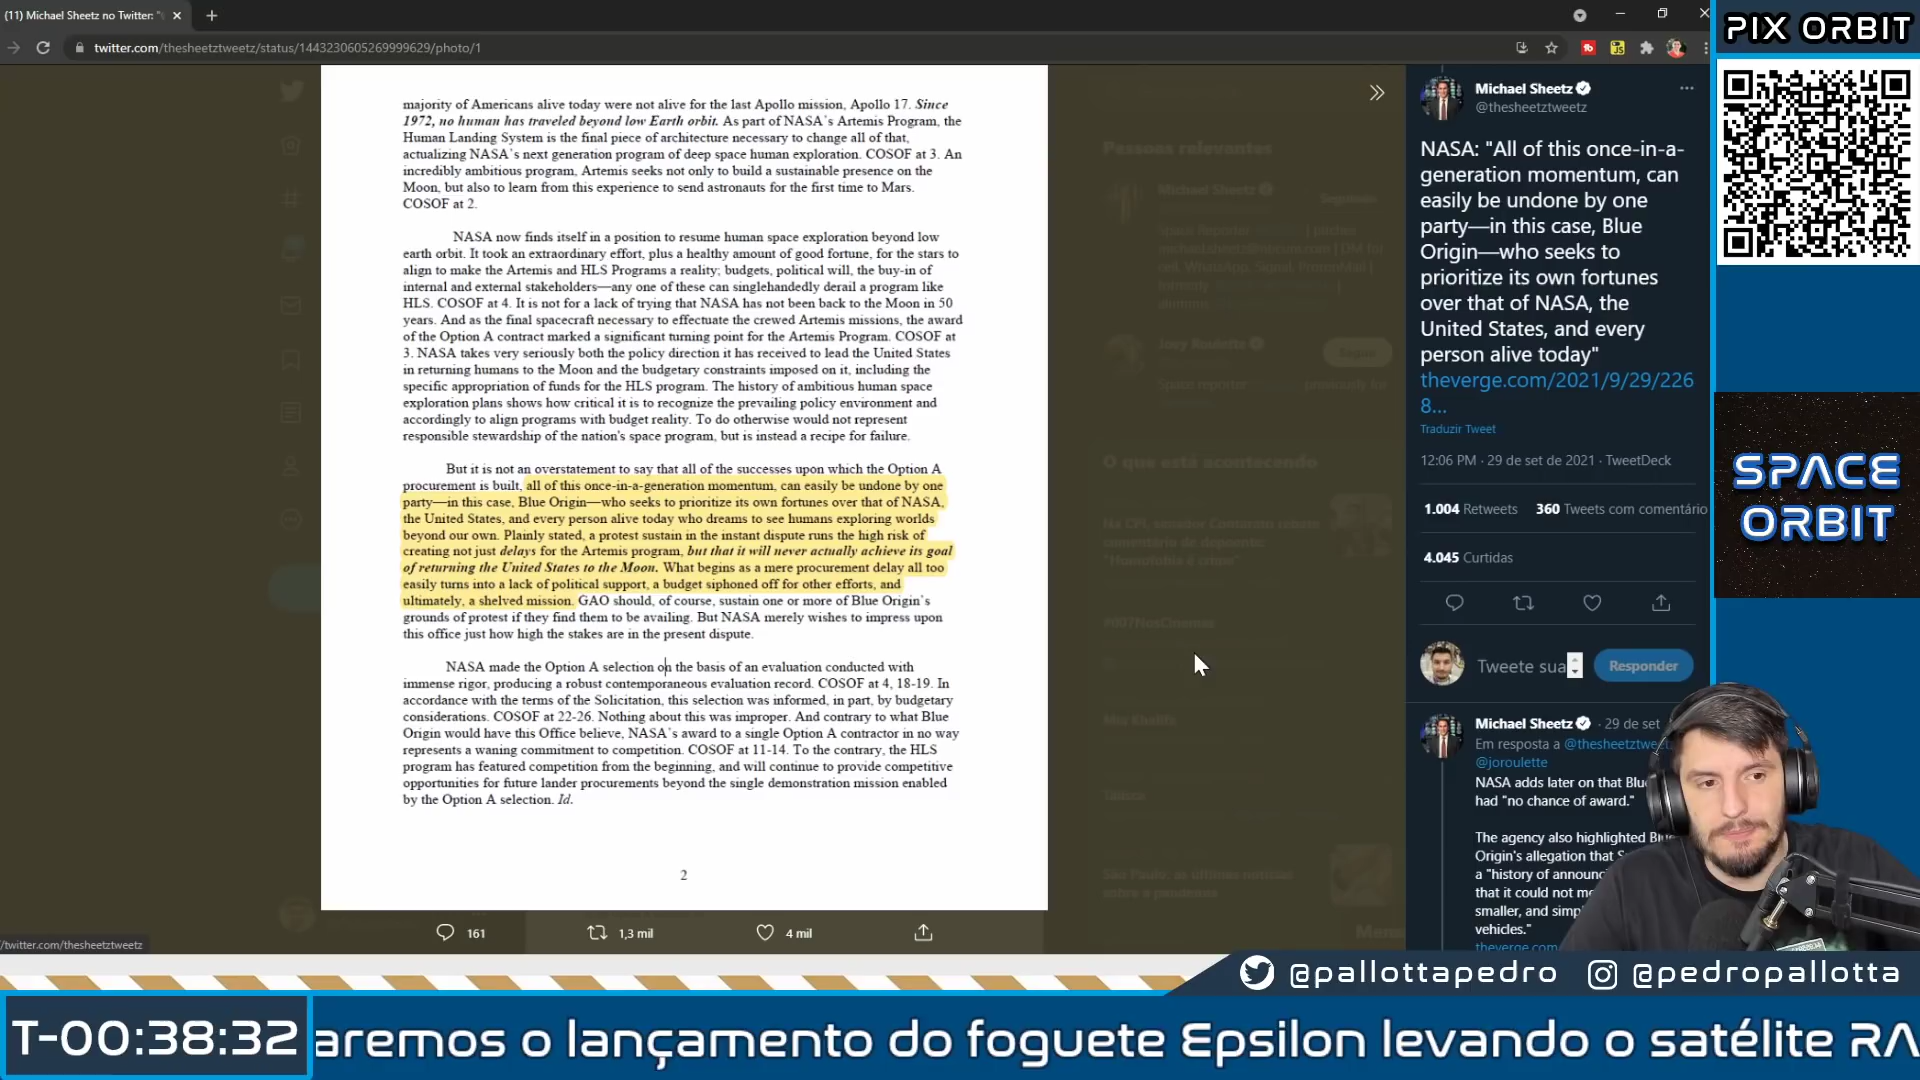 (11) Michael Sheetz no Twitter: "
twitter.com/thesheetztweetz/status/1443230605269999629/photo/1
PIX ORBIT
majority of Americans alive today were not alive for the last Apollo mission, Apollo 17. Since
1972, no human has traveled beyond low Earth orbit. As part of NASA's Artemis Program, the
Human Landing System is the final piece of architecture necessary to change all of that,
actualizing NASA's next generation program of deep space human exploration. COSOF at 3. An
incredibly ambitious program, Artemis seeks not only to build a sustainable presence on the
Moon, but also to learn from this experience to send astronauts for the first time to Mars.
COSOF at 2.
NASA now finds itself in a position to resume human space exploration beyond low
earth orbit. It took an extraordinary effort, plus a healthy amount of good fortune, for the stars to
align to make the Artemis and HLS Programs a reality; budgets, political will, the buy-in of
internal and external stakeholders—any one of these can singlehandedly derail a program like
HLS. COSOF at 4. It is not for a lack of trying that NASA has not been back to the Moon in 50
years. And as the final spacecraft necessary to effectuate the crewed Artemis missions, the award
of the Option A contract marked a significant turning point for the Artemis Program. COSOF at
3. NASA takes very seriously both the policy direction it has received to lead the United States
in returning humans to the Moon and the budgetary constraints imposed on it, including the
specific appropriation of funds for the HLS program. The history of ambitious human space
exploration plans shows how critical it is to recognize the prevailing policy environment and
accordingly to align programs with budget reality. To do otherwise would not represent
responsible stewardship of the nation's space program, but is instead a recipe for failure.
But it is not an overstatement to say that all of the successes upon which the Option A
procurement is built, all of this once-in-a-generation momentum, can easily be undone by one
party—in this case, Blue Origin—who seeks to prioritize its own fortunes over that of NASA,
the United States, and every person alive today who dreams to see humans exploring worlds
beyond our own. Plainly stated, a protest sustain in the instant dispute runs the high risk of
creating not just delays for the Artemis program, but that it will never actually achieve its goal
of returning the United States to the Moon. What begins as a mere procurement delay all too
easily turns into a lack of political support, a budget siphoned off for other efforts, and
ultimately, a shelved mission. GAO should, of course, sustain one or more of Blue Origin's
grounds of protest if they find them to be availing. But NASA merely wishes to impress upon
this office just how high the stakes are in the present dispute.
NASA made the Option A selection on the basis of an evaluation conducted with
immense rigor, producing a robust contemporaneous evaluation record. COSOF at 4, 18-19. In
accordance with the terms of the Solicitation, this selection was informed, in part, by budgetary
considerations. COSOF at 22-26. Nothing about this was improper. And contrary to what Blue
Origin would have this Office believe, NASA's award to a single Option A contractor in no way
represents a waning commitment to competition. COSOF at 11-14. To the contrary, the HLS
program has featured competition from the beginning, and will continue to provide competitive
opportunities for future lander procurements beyond the single demonstration mission enabled
by the Option A selection. Id.
2
161
1,3 mil
4 mil
/twitter.com/thesheetztweetz
Pessoas relevantes
Michael Sheetz
Joey Roulette
O que está acontecendo
Na CPI, senador Contarato rebate
comentário de depoente:
"Homofobia é crime"
#007NosCinemas
Mia Khalifa
São Paulo: as últimas notícias
sobre a pandemia
Michael Sheetz
@thesheetztweetz
NASA: "All of this once-in-a-
generation momentum, can
easily be undone by one
party—in this case, Blue
Origin—who seeks to
prioritize its own fortunes
over that of NASA, the
United States, and every
person alive today"
theverge.com/2021/9/29/226
8...
Traduzir Tweet
12:06 PM · 29 de set de 2021 · TweetDeck
1.004 Retweets 360 Tweets com comentário
4.045 Curtidas
Tweete sua
Responder
Michael Sheetz · 29 de set
Em resposta a @thesheetztwee
@joroulette
NASA adds later on that Blu
had "no chance of award."
The agency also highlighted Bl
Origin's allegation that S
a "history of announc
that it could not me
smaller, and simp
vehicles."
theverge.com
SPACE
ORBIT
@pallottapedro @pedropallotta
T-00:38:32
aremos o lançamento do foguete Epsilon levando o satélite RA